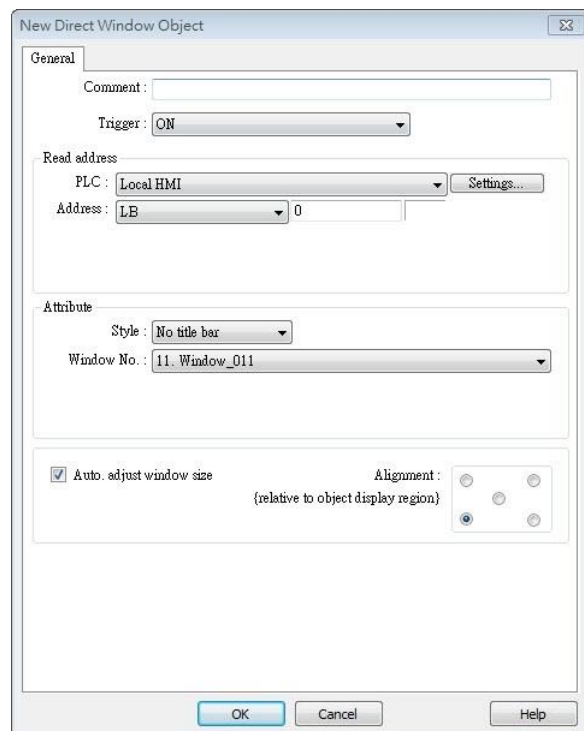 New Direct Window Object
General
Comment :
Trigger : ON
Read address
PLC : Local HMI Settings...
Address : LB 0
Attribute
Style : No title bar
Window No. : 11. Window_011
Auto. adjust window size Alignment :
{relative to object display region}
OK Cancel Help